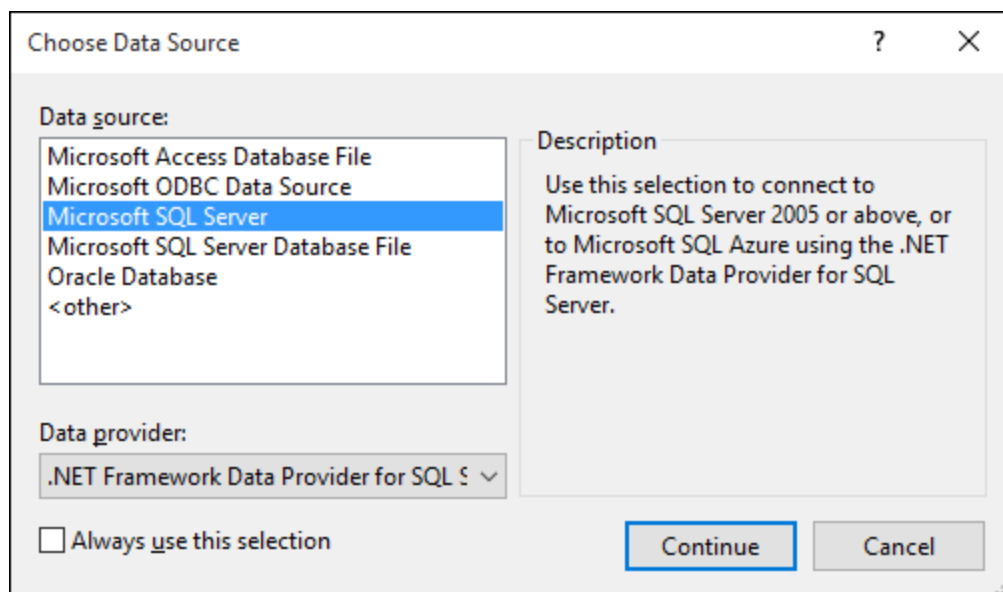 Choose Data Source
?
Data source:
Microsoft Access Database File
Microsoft ODBC Data Source
Microsoft SQL Server
Microsoft SQL Server Database File
Oracle Database
<other>
Description
Use this selection to connect to
Microsoft SQL Server 2005 or above, or
to Microsoft SQL Azure using the .NET
Framework Data Provider for SQL
Server.
Data provider:
.NET Framework Data Provider for SQL S
Always use this selection
Continue
Cancel